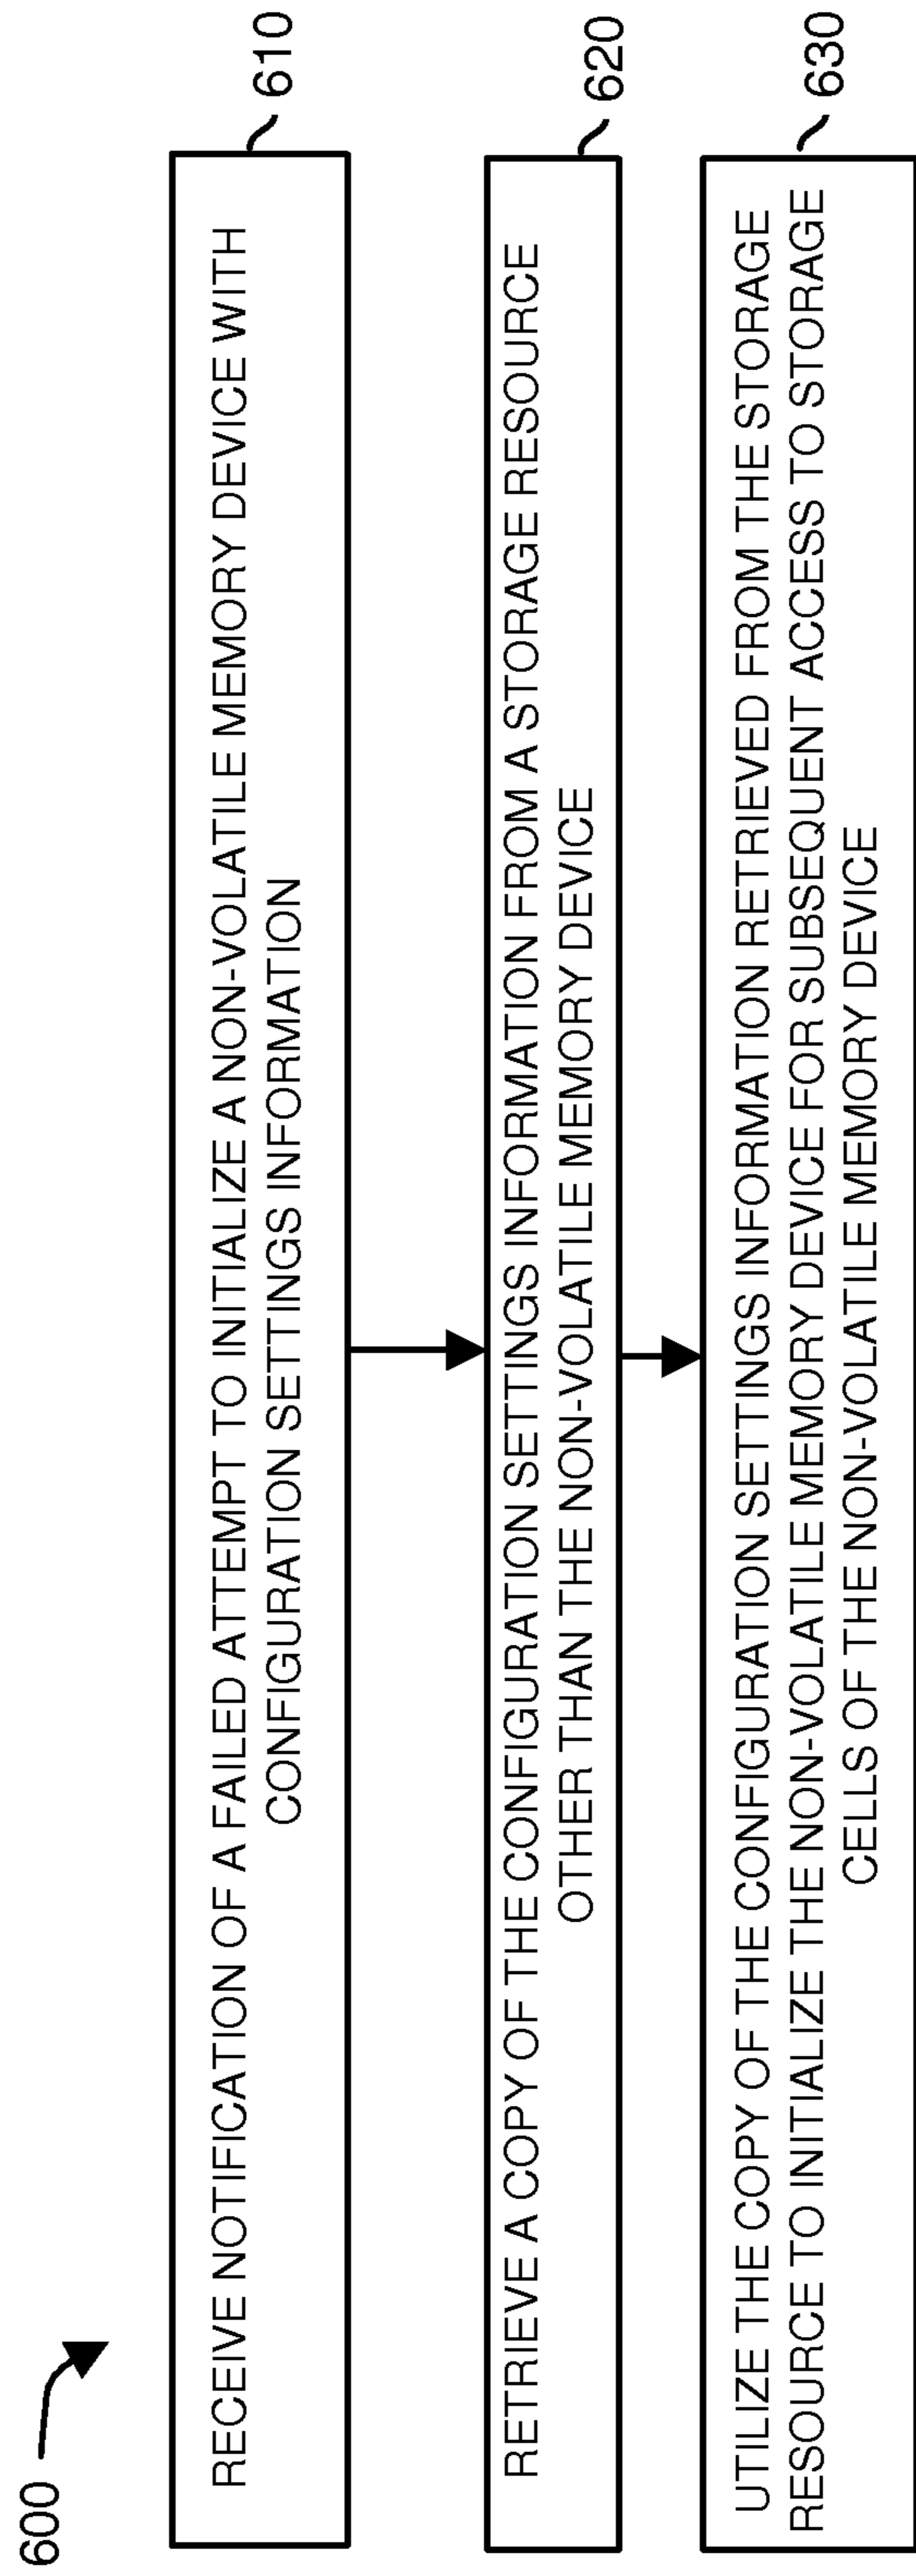 600
RECEIVE NOTIFICATION OF A FAILED ATTEMPT TO INITIALIZE A NON-VOLATILE MEMORY DEVICE WITH
CONFIGURATION SETTINGS INFORMATION
610
RETRIEVE A COPY OF THE CONFIGURATION SETTINGS INFORMATION FROM A STORAGE RESOURCE
OTHER THAN THE NON-VOLATILE MEMORY DEVICE
620
UTILIZE THE COPY OF THE CONFIGURATION SETTINGS INFORMATION RETRIEVED FROM THE STORAGE
RESOURCE TO INITIALIZE THE NON-VOLATILE MEMORY DEVICE FOR SUBSEQUENT ACCESS TO STORAGE
CELLS OF THE NON-VOLATILE MEMORY DEVICE
630